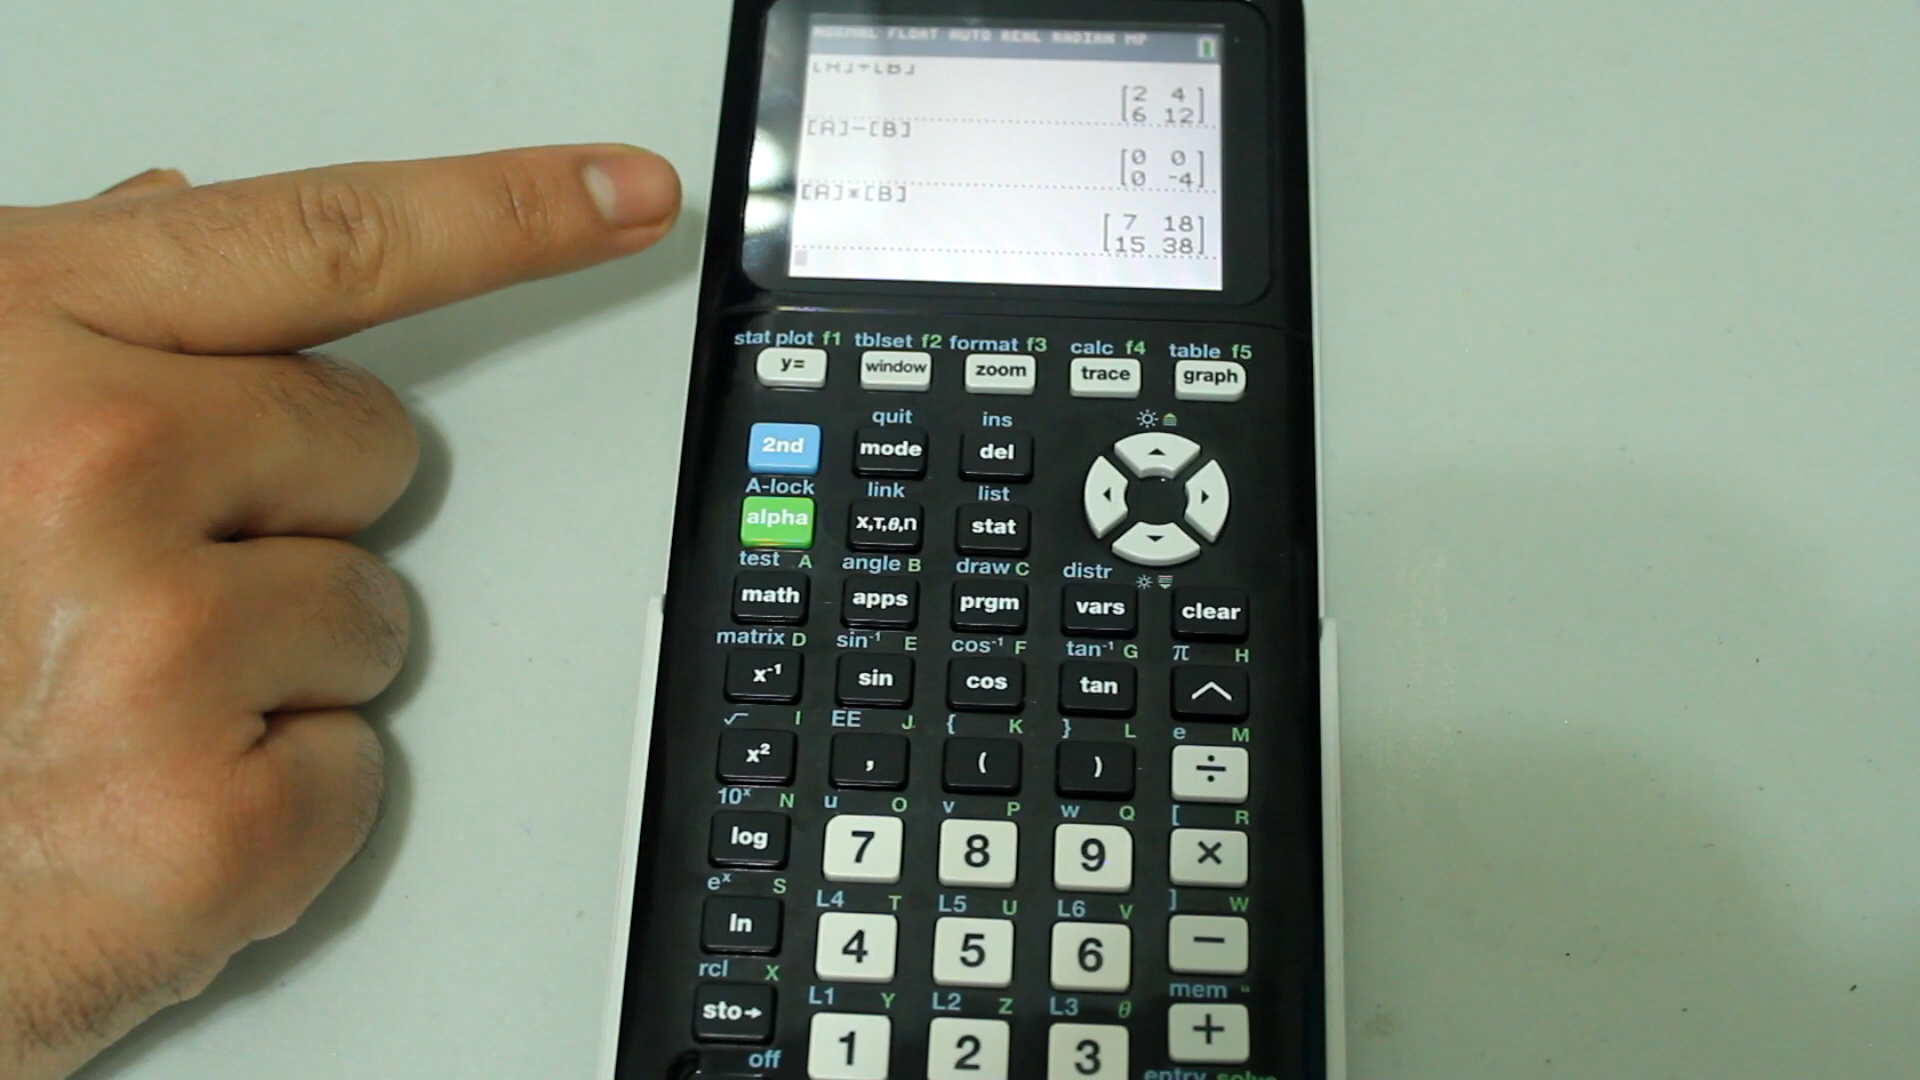 NORMAL FLOAT AUTO REAL RADIAN MP
[A]+[B]
[2 4]
[6 12]
[A]-[B]
[0 0]
[0 -4]
[A]*[B]
[7 18]
[15 38]
stat plot f1 tblset f2 format f3 calc f4 table f5
y= window zoom trace graph
quit ins
2nd mode del
A-lock link list
alpha X,T,θ,n stat
test A angle B draw C distr
math apps prgm vars clear
matrix D sin⁻¹ E cos⁻¹ F tan⁻¹ G π H
x⁻¹ sin cos tan ^
√ I EE J { K } L e M
x² , ( ) ÷
10ˣ N u O v P w Q [ R
log 7 8 9 ×
eˣ S L4 T L5 U L6 V ] W
ln 4 5 6 −
rcl X L1 Y L2 Z L3 θ mem "
sto→ 1 2 3 +
off entry solve